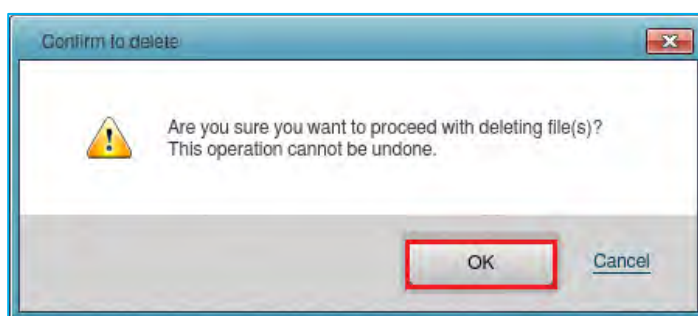 Confirm to delete
Are you sure you want to proceed with deleting file(s)?
This operation cannot be undone.
OK
Cancel